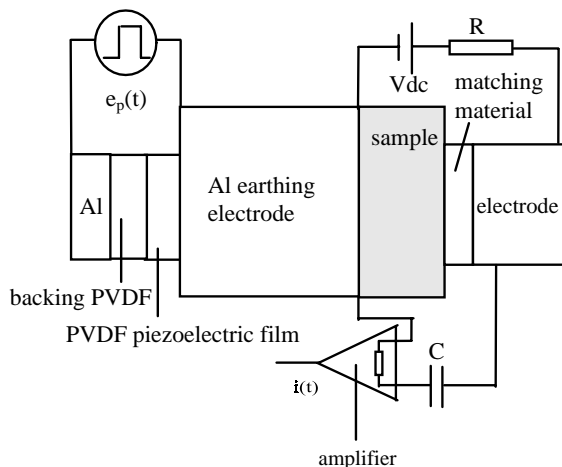 R
Vdc
e_p(t)
matching
material
sample
Al
Al earthing
electrode
electrode
backing PVDF
PVDF piezoelectric film
C
i(t)
amplifier